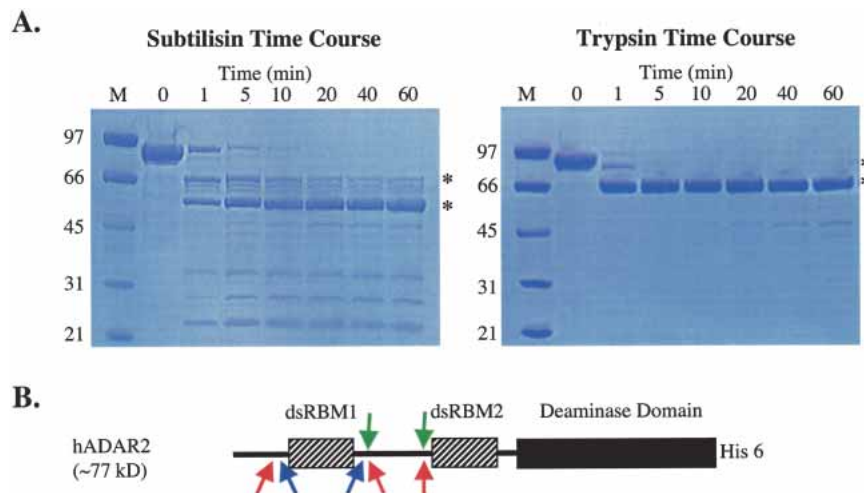 A.
Subtilisin Time Course
Trypsin Time Course
Time (min)
Time (min)
M 0 1 5 10 20 40 60
M 0 1 5 10 20 40 60
97
66
45
31
21
*
*
97
66
45
31
21
*
*
B.
dsRBM1
dsRBM2
Deaminase Domain
hADAR2
(~77 kD)
His 6